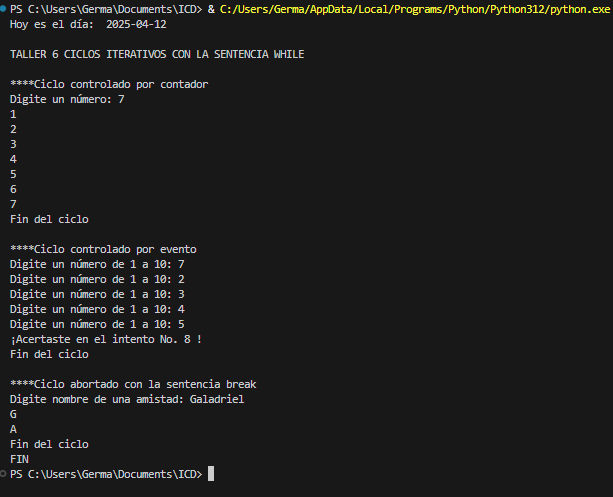 PS C:\Users\Germa\Documents\ICD> & C:/Users/Germa/AppData/Local/Programs/Python/Python312/python.exe
Hoy es el día:  2025-04-12
TALLER 6 CICLOS ITERATIVOS CON LA SENTENCIA WHILE
****Ciclo controlado por contador
Digite un número: 7
1
2
3
4
5
6
7
Fin del ciclo
****Ciclo controlado por evento
Digite un número de 1 a 10: 7
Digite un número de 1 a 10: 2
Digite un número de 1 a 10: 3
Digite un número de 1 a 10: 4
Digite un número de 1 a 10: 5
¡Acertaste en el intento No. 8 !
Fin del ciclo
****Ciclo abortado con la sentencia break
Digite nombre de una amistad: Galadriel
G
A
Fin del ciclo
FIN
PS C:\Users\Germa\Documents\ICD>